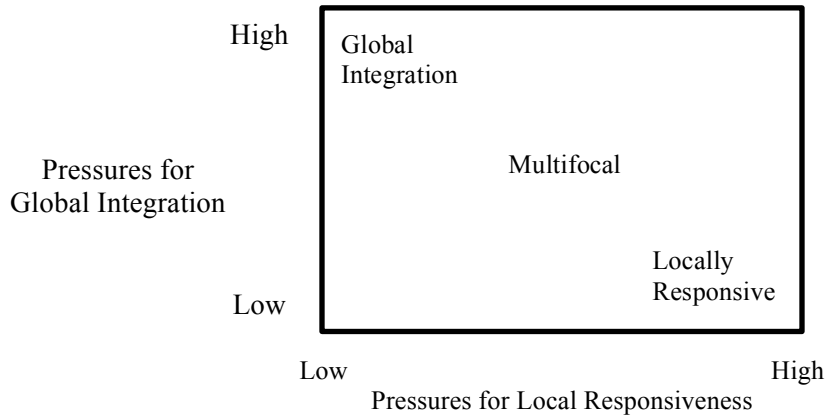 High
Global
Integration
Pressures for
Global Integration
Multifocal
Locally
Responsive
Low
Low
High
Pressures for Local Responsiveness